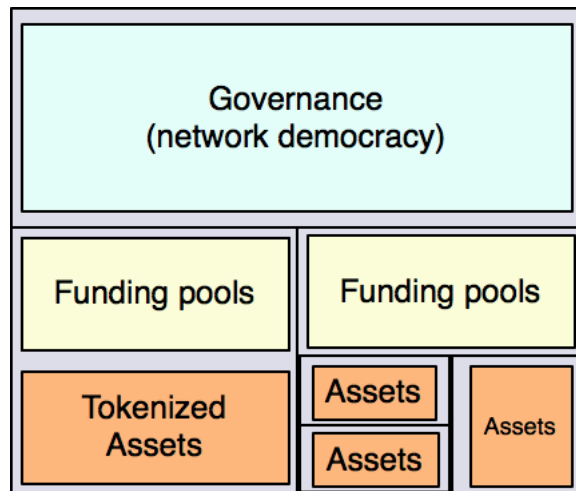 Governance
(network democracy)
Funding pools
Funding pools
Tokenized
Assets
Assets
Assets
Assets